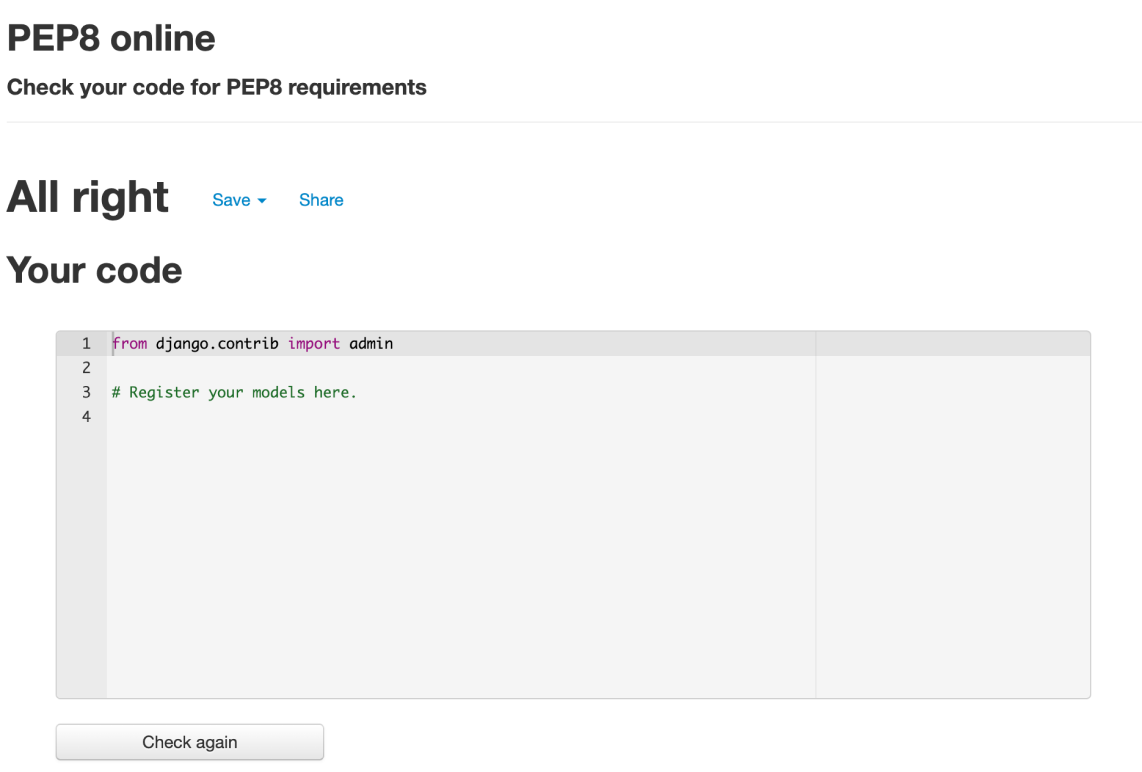 PEP8 online
Check your code for PEP8 requirements
All right
Save
Share
Your code
1 from django.contrib import admin
2
3 # Register your models here.
4
Check again